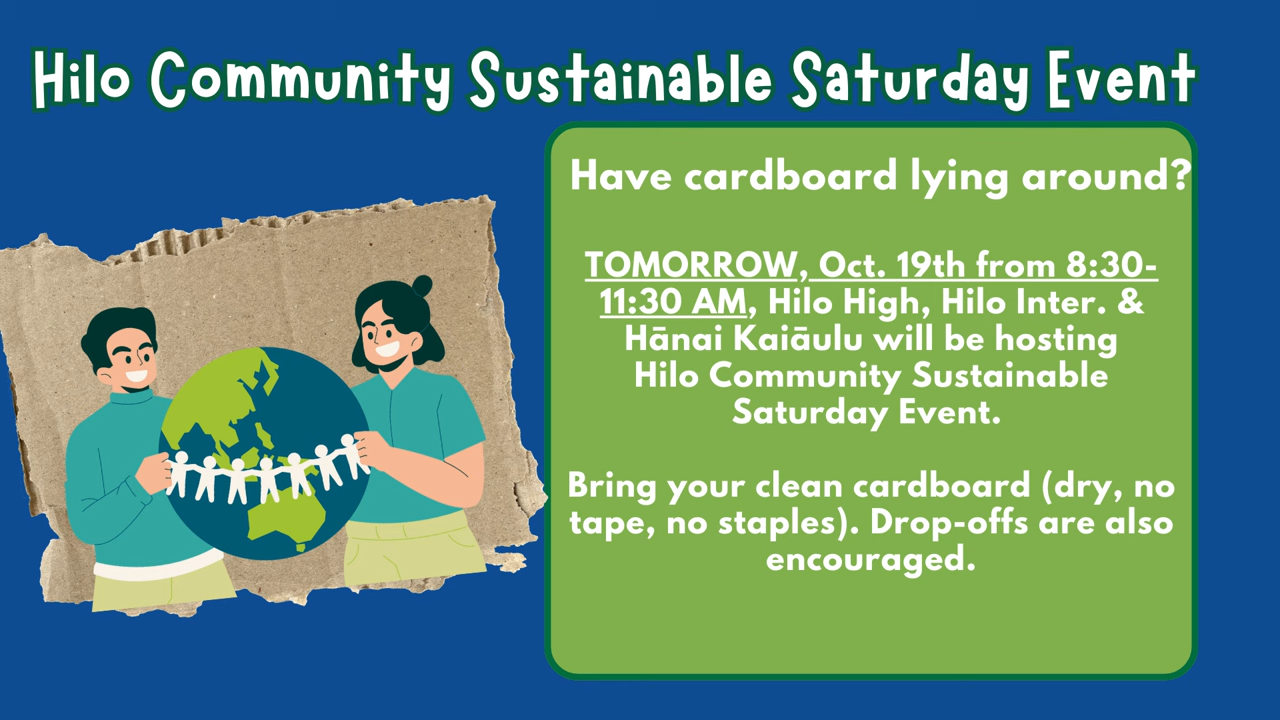 Hilo Community Sustainable Saturday Event
Have cardboard lying around?
TOMORROW, Oct. 19th from 8:30-
11:30 AM, Hilo High, Hilo Inter. &
Hānai Kaiāulu will be hosting
Hilo Community Sustainable
Saturday Event.
Bring your clean cardboard (dry, no
tape, no staples). Drop-offs are also
encouraged.